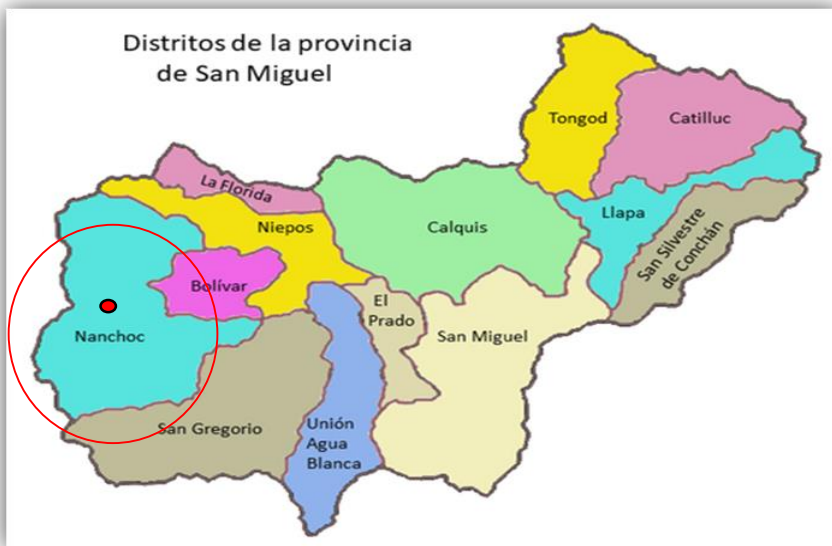 Distritos de la provincia
de San Miguel
Tongod
Catilluc
La Florida
Llapa
Niepos
Calquis
San Silvestre
de Conchán
Bolívar
El
Prado
Nanchoc
San Miguel
San Gregorio
Unión
Agua
Blanca